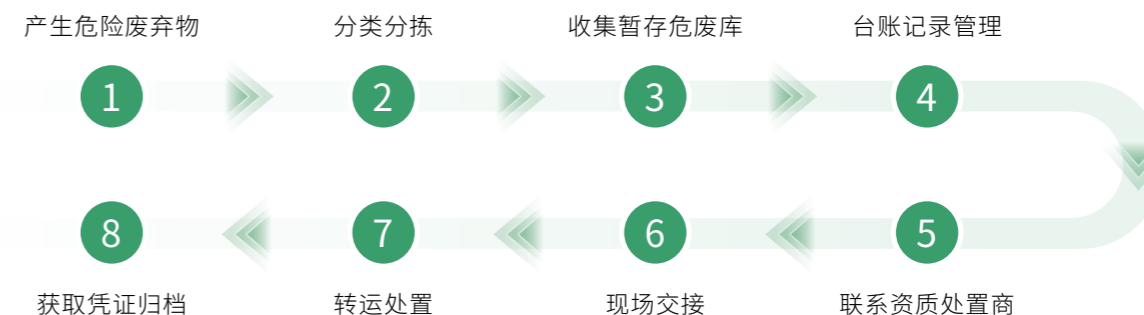 产生危险废弃物
1
分类分拣
2
收集暂存危废库
3
台账记录管理
4
5
联系资质处置商
6
现场交接
7
转运处置
8
获取凭证归档